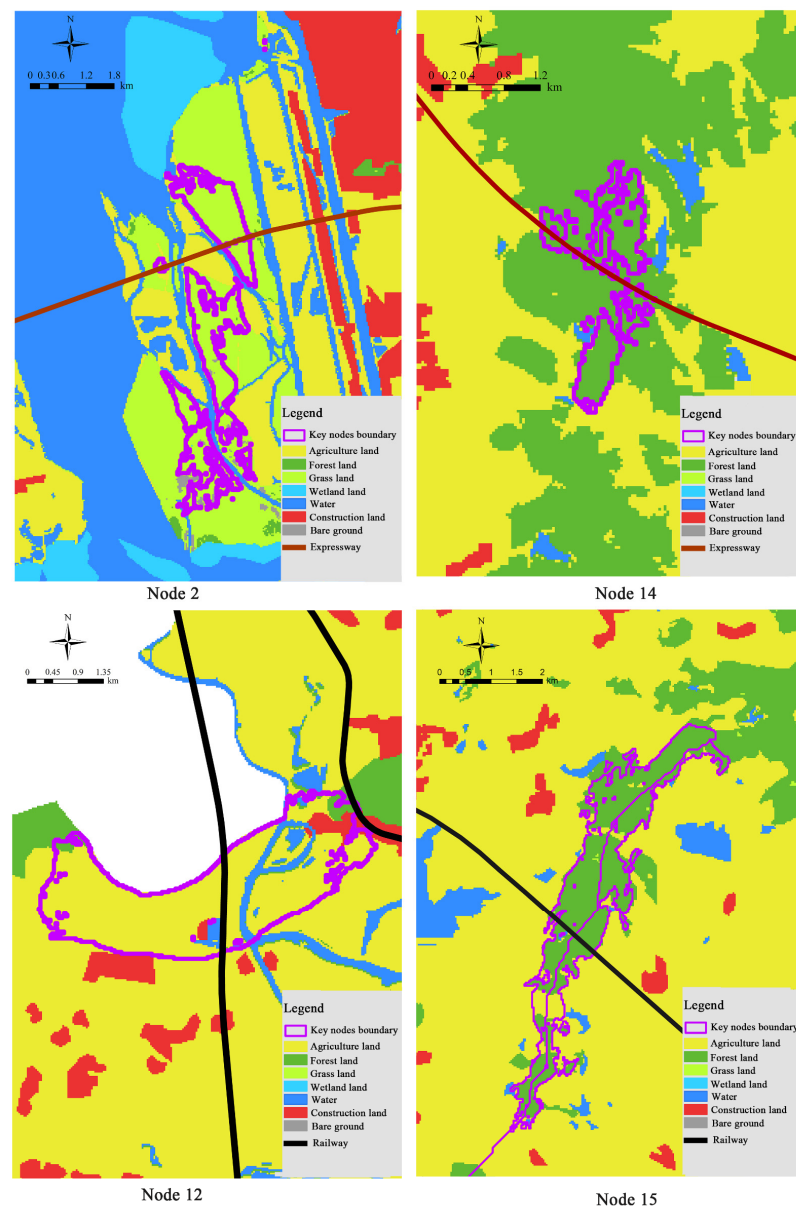 N
0 0.30.6 1.2 1.8
km
Legend
Key nodes boundary
Agriculture land
Forest land
Grass land
Wetland land
Water
Construction land
Bare ground
Expressway
Node 2
N
0 0.2 0.4 0.8 1.2
km
Legend
Key nodes boundary
Agriculture land
Forest land
Grass land
Wetland land
Water
Construction land
Bare ground
Expressway
Node 14
N
0 0.45 0.9 1.35
km
Legend
Key nodes boundary
Agriculture land
Forest land
Grass land
Wetland land
Water
Construction land
Bare ground
Railway
Node 12
N
0 0.5 1 1.5 2
km
Legend
Key nodes boundary
Agriculture land
Forest land
Grass land
Wetland land
Water
Construction land
Bare ground
Railway
Node 15